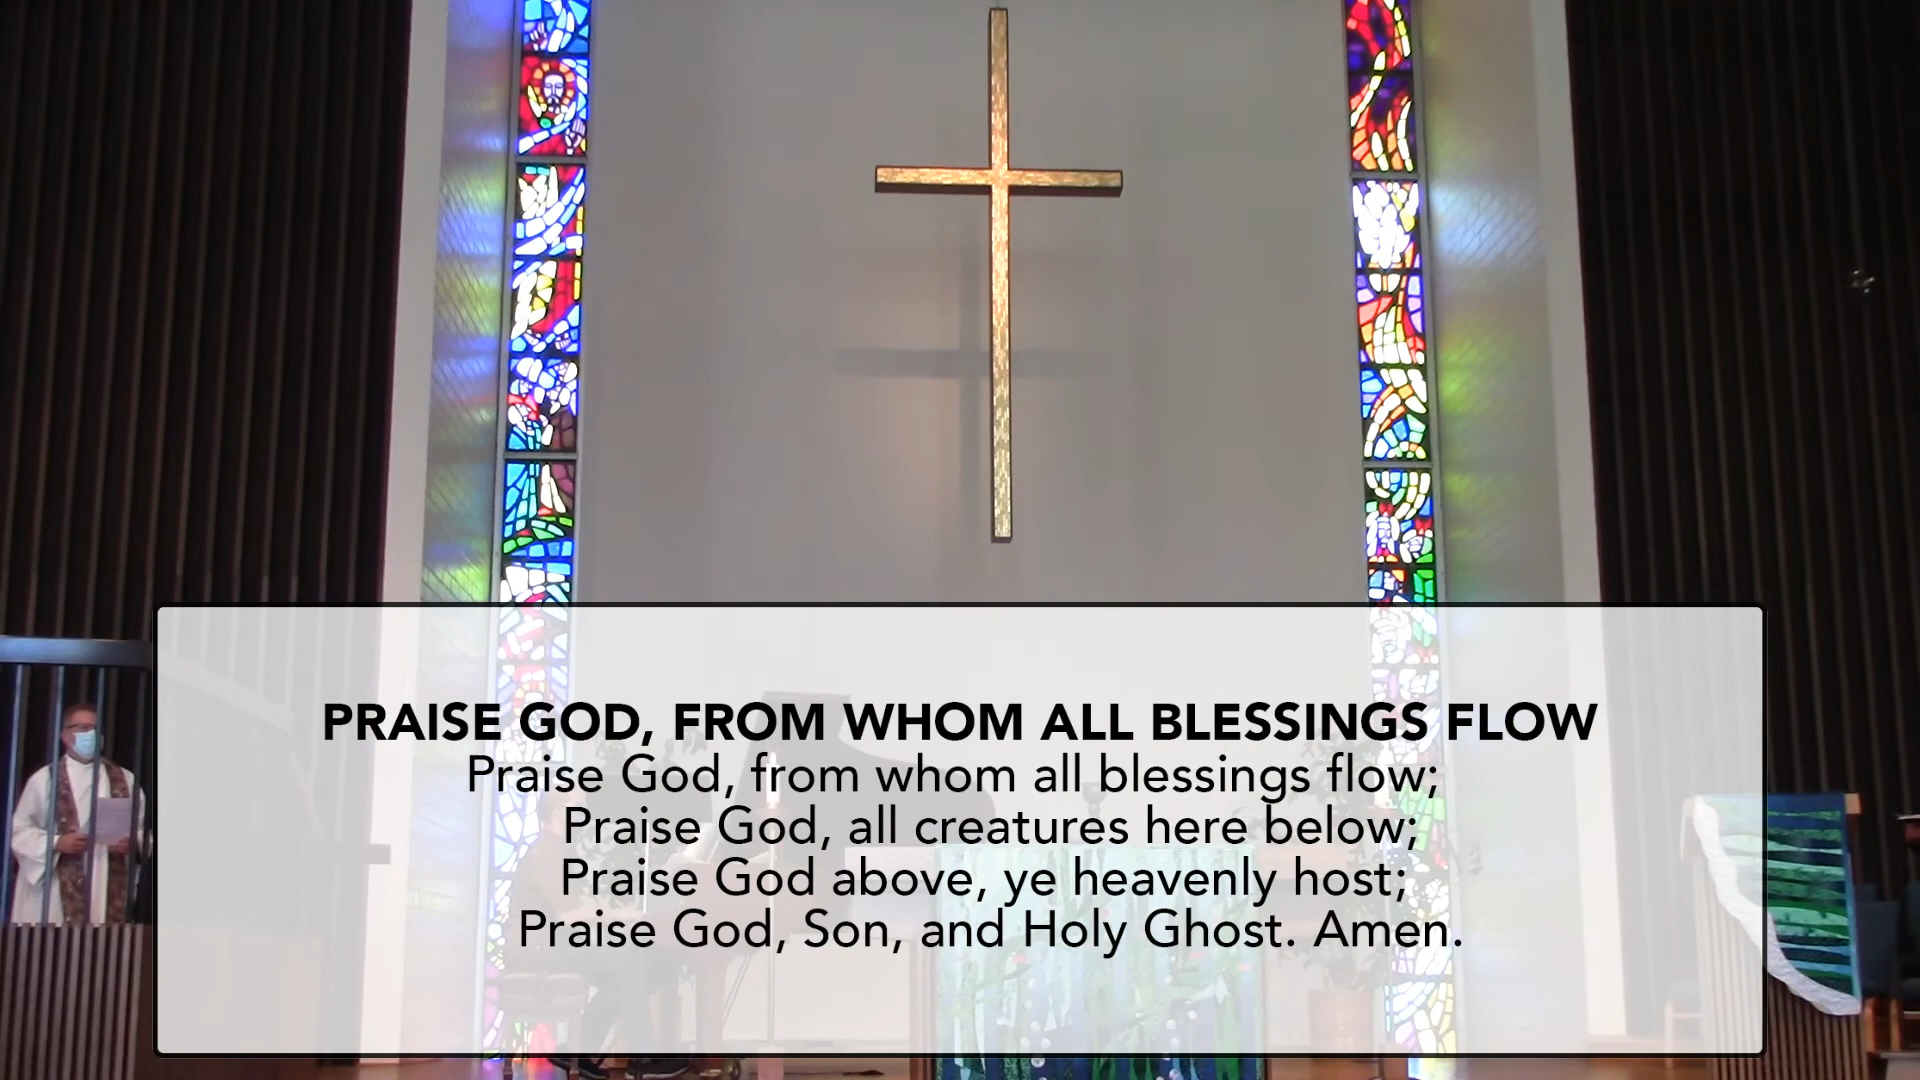 PRAISE GOD, FROM WHOM ALL BLESSINGS FLOW
Praise God, from whom all blessings flow;
Praise God, all creatures here below;
Praise God above, ye heavenly host;
Praise God, Son, and Holy Ghost. Amen.